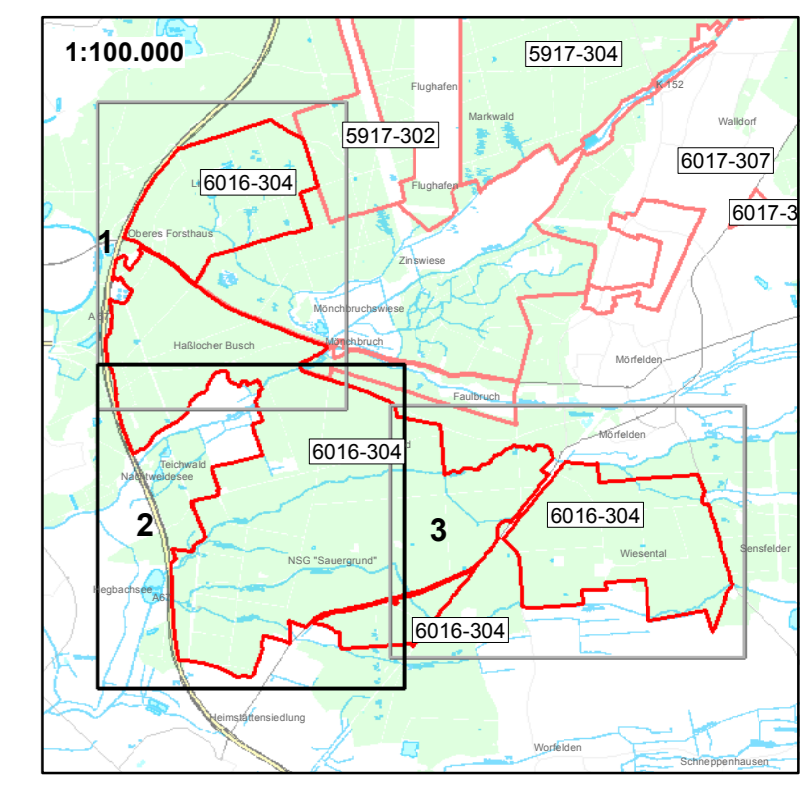 1:100.000
5917-304
Flughafen
K 152
Markwald
Walldorf
5917-302
6017-307
6016-304
Flughafen
6017-3
Oberes Forsthaus
1
Zinswiese
Mönchbruchswiese
Haßlocher Busch
Mönchbruch
Mörfelden
Faulbruch
Mörfelden
6016-304
Teichwald
Nachtweidesee
6016-304
2
3
Wiesental
Sensfelder
NSG "Sauergrund"
Hegbachsee
A67
6016-304
Heimstättensiedlung
Worfelden
Schneppenhausen